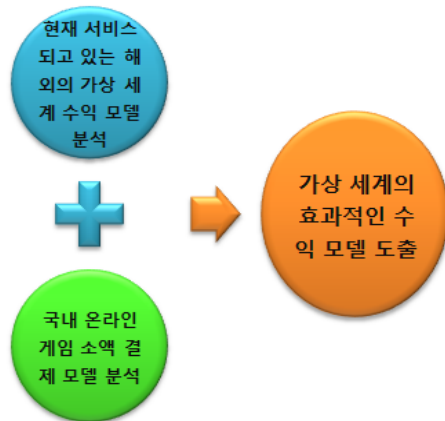 현재 서비스
되고 있는 해
외의 가상 세
계 수익 모델
분석
국내 온라인
게임 소액 결
제 모델 분석
가상 세계의
효과적인 수
익 모델 도출